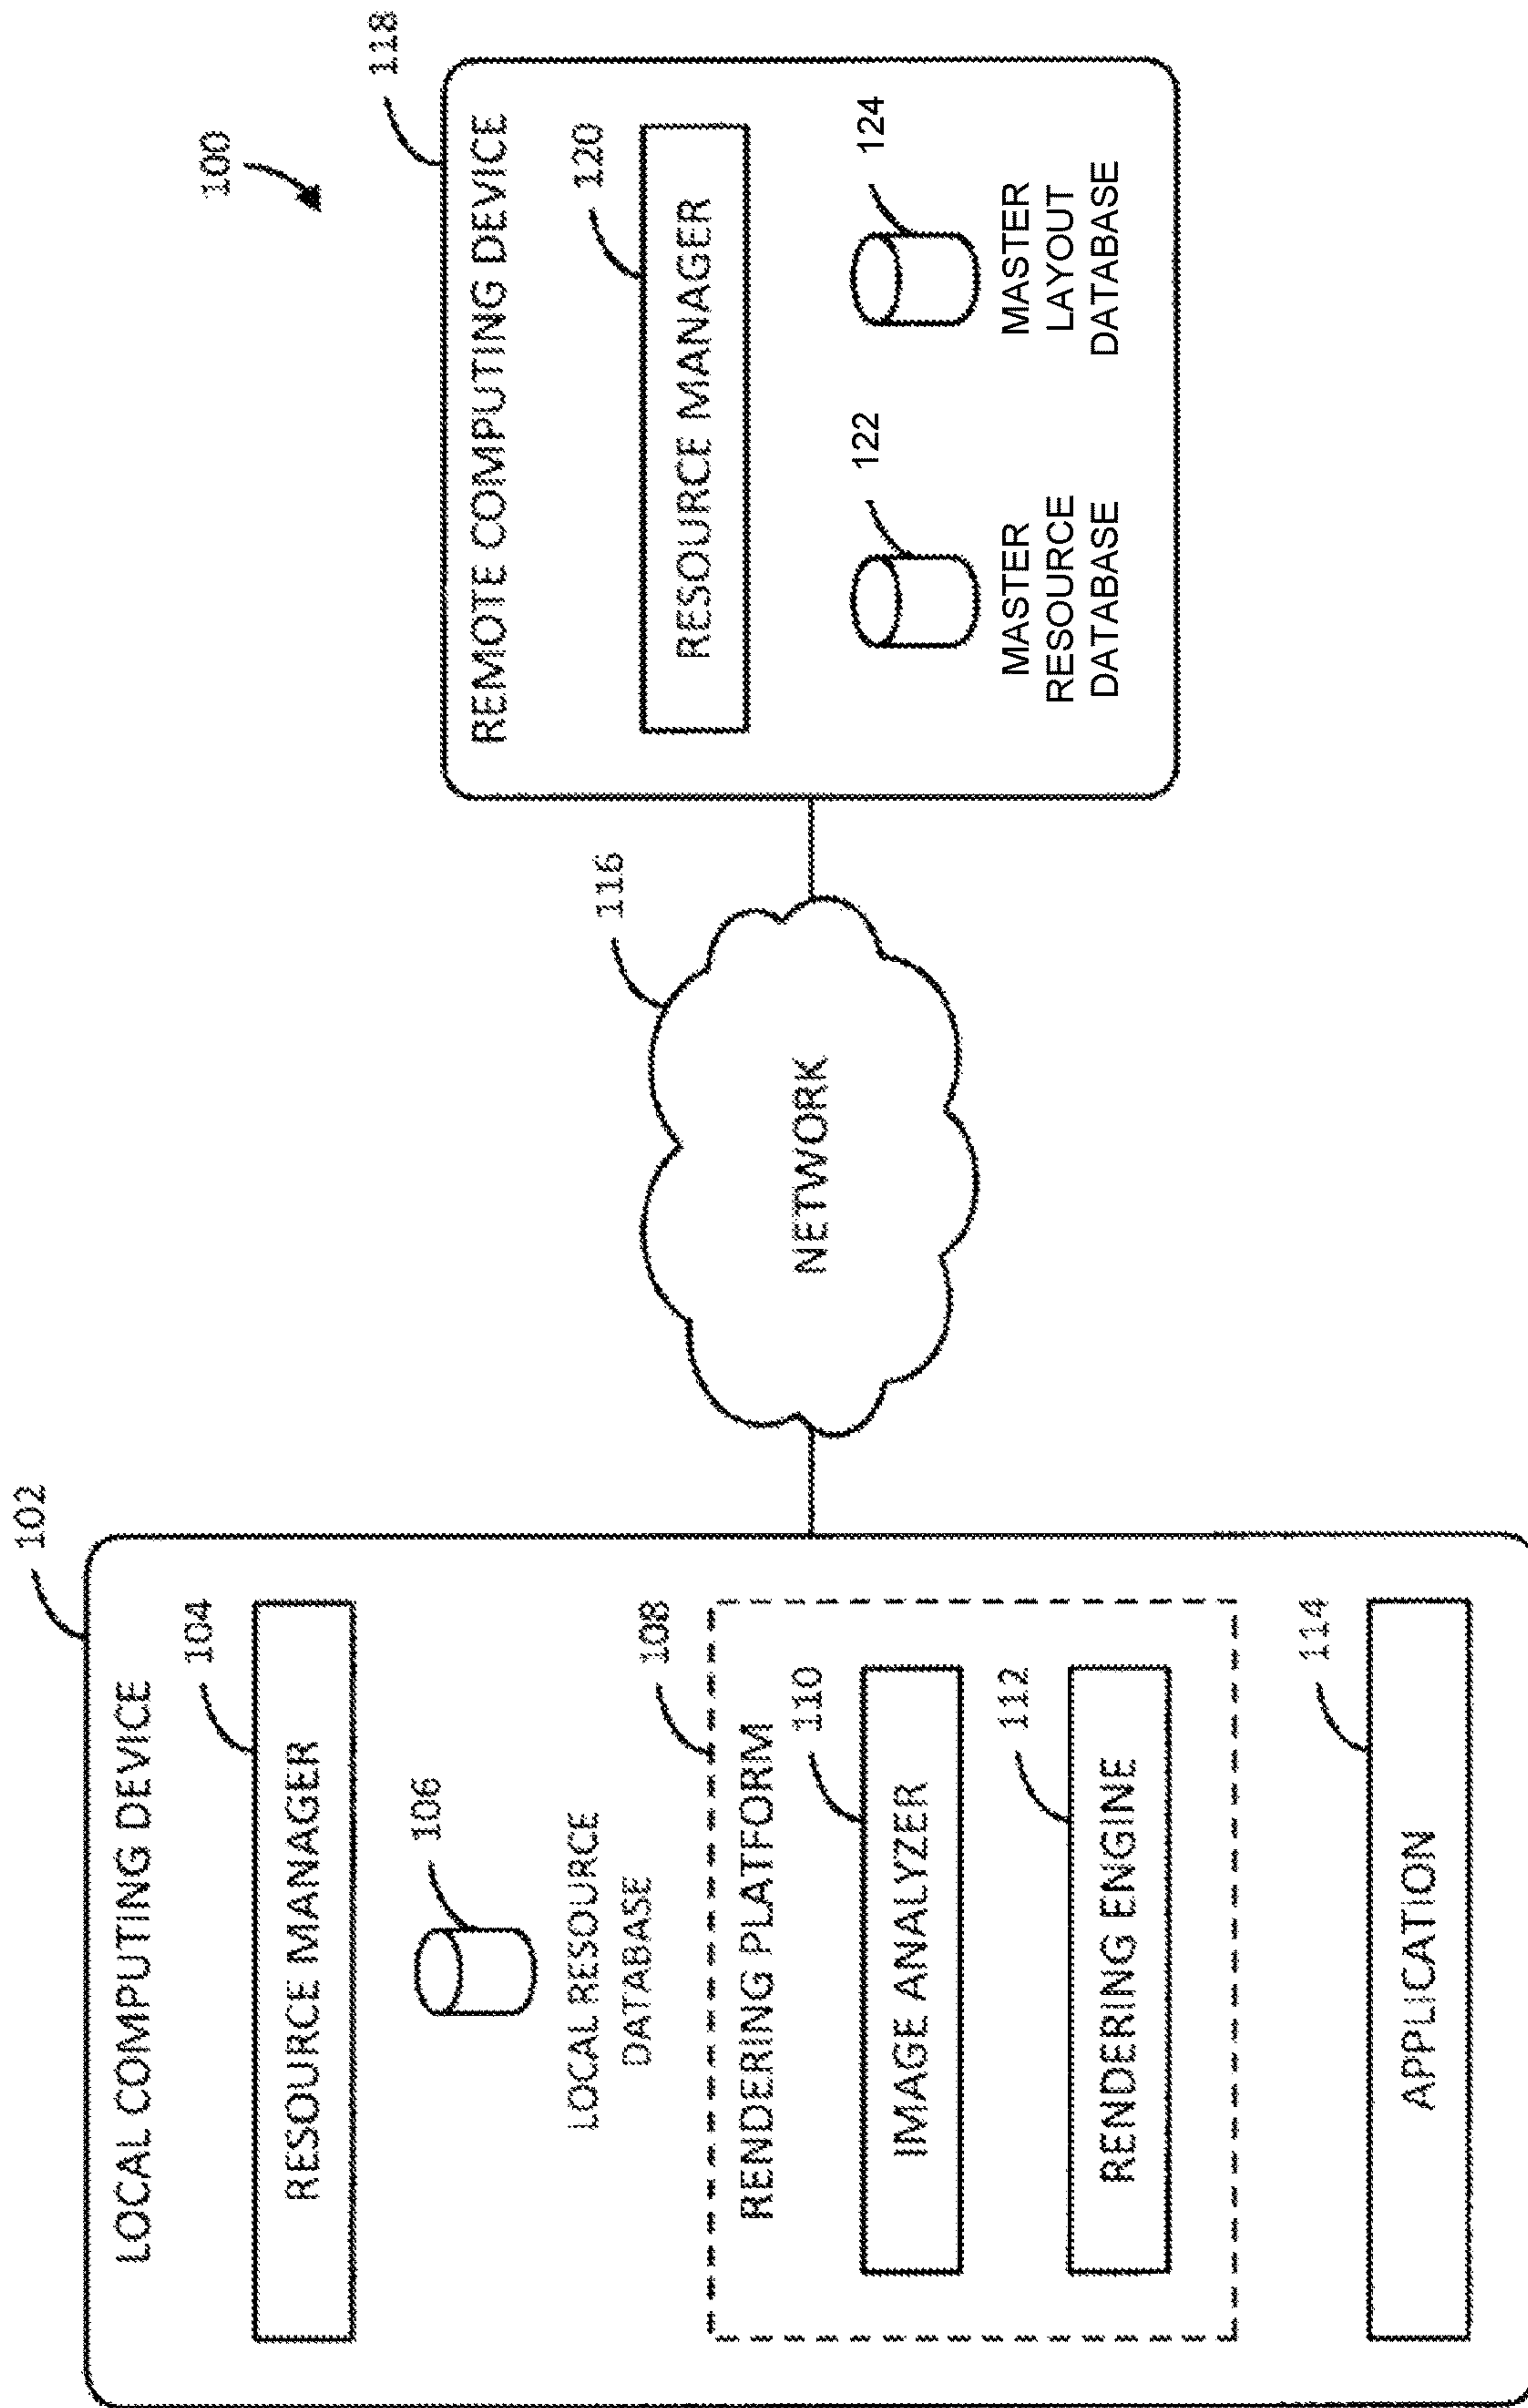 100
102
LOCAL COMPUTING DEVICE
104
RESOURCE MANAGER
106
LOCAL RESOURCE
DATABASE
108
RENDERING PLATFORM
110
IMAGE ANALYZER
112
RENDERING ENGINE
114
APPLICATION
116
NETWORK
118
REMOTE COMPUTING DEVICE
120
RESOURCE MANAGER
122
MASTER
RESOURCE
DATABASE
124
MASTER
LAYOUT
DATABASE